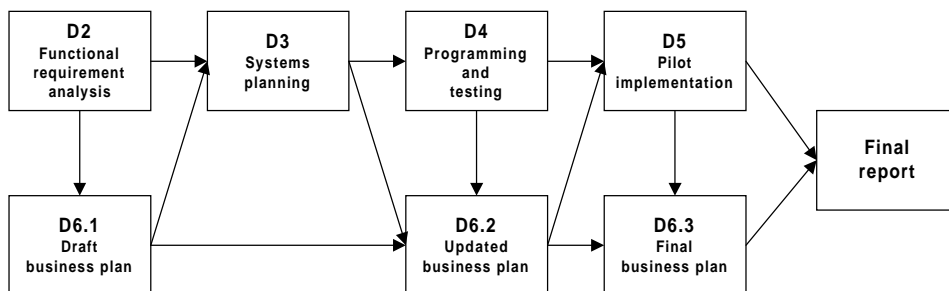 D2
Functional
requirement
analysis
D3
Systems
planning
D4
Programming
and
testing
D5
Pilot
implementation
Final
report
D6.1
Draft
business plan
D6.2
Updated
business plan
D6.3
Final
business plan